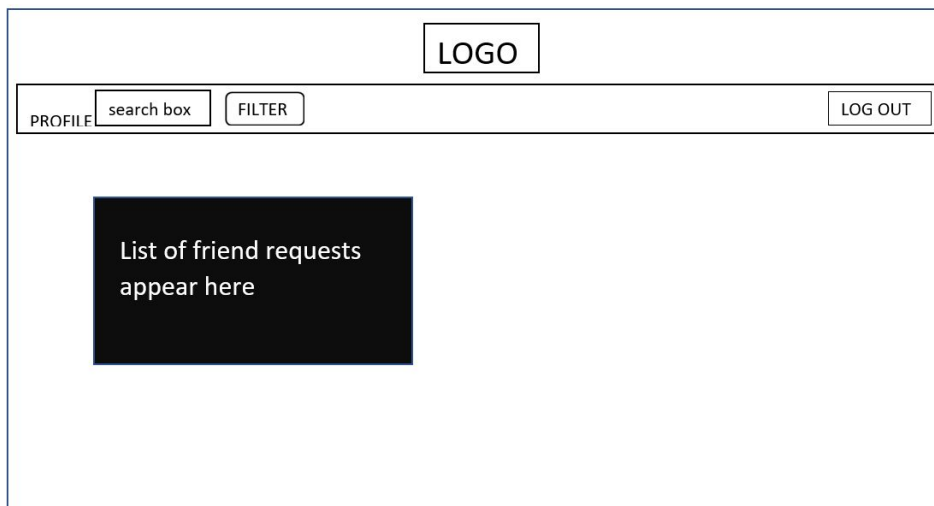 LOGO
PROFILE search box FILTER LOG OUT
List of friend requests
appear here